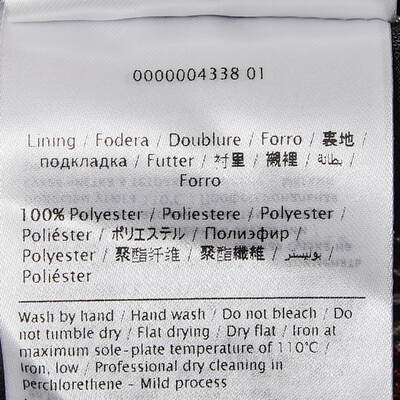 0000004338 01
Lining / Fodera / Doublure / Forro / 裏地 /
подкладка / Futter / 衬里 / 襯裡 / بطانة /
Forro
100% Polyester / Poliestere / Polyester /
Poliéster / ポリエステル / Полиэфир /
Polyester / 聚酯纤维 / 聚酯纖維 / بوليستر /
Poliéster
Wash by hand / Hand wash / Do not bleach / Do
not tumble dry / Flat drying / Dry flat / Iron at
maximum sole-plate temperature of 110°C /
Iron, low / Professional dry cleaning in
perchlorethene - Mild process